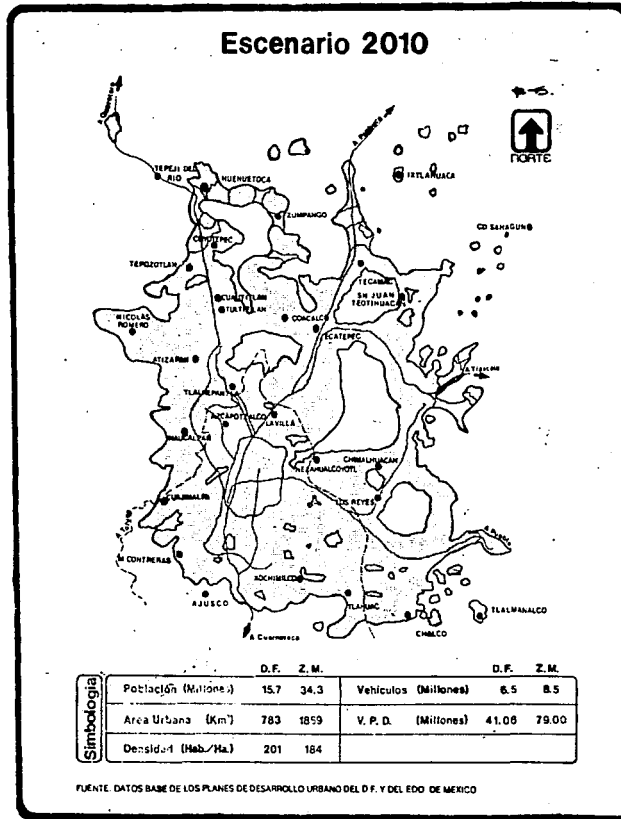 Escenario 2010
NORTE
A Pachuca
TEPEJI DEL
RIO
HUEHUETOCA
IXTLAHUACA
ZUMPANGO
CD SAHAGUN
TEPOZOTLAN
TECAMAC
SN JUAN
TEOTIHUACAN
CUAUTITLAN
TULTITLAN
NICOLAS
ROMERO
COACALCO
ECATEPEC
ATIZAPAN
TLALNEPANTLA
AZCAPOTZALCO
LA VILLA
NAUCALPAN
NEZAHUALCOYOTL
CHIMALHUACAN
LOS REYES
CUAJIMALPA
A Puebla
M. CONTRERAS
XOCHIMILCO
AJUSCO
TLAHUAC
TLALMANALCO
CHALCO
A Cuernavaca
Simbología
D.F. Z.M. D.F. Z.M.
Población (Millones) 15.7 34.3 Vehículos (Millones) 6.5 8.5
Area Urbana (Km²) 783 1859 V.P.D. (Millones) 41.06 79.00
Densidad (Hab./Ha.) 201 184
FUENTE. DATOS BASE DE LOS PLANES DE DESARROLLO URBANO DEL D F. Y DEL EDO DE MEXICO